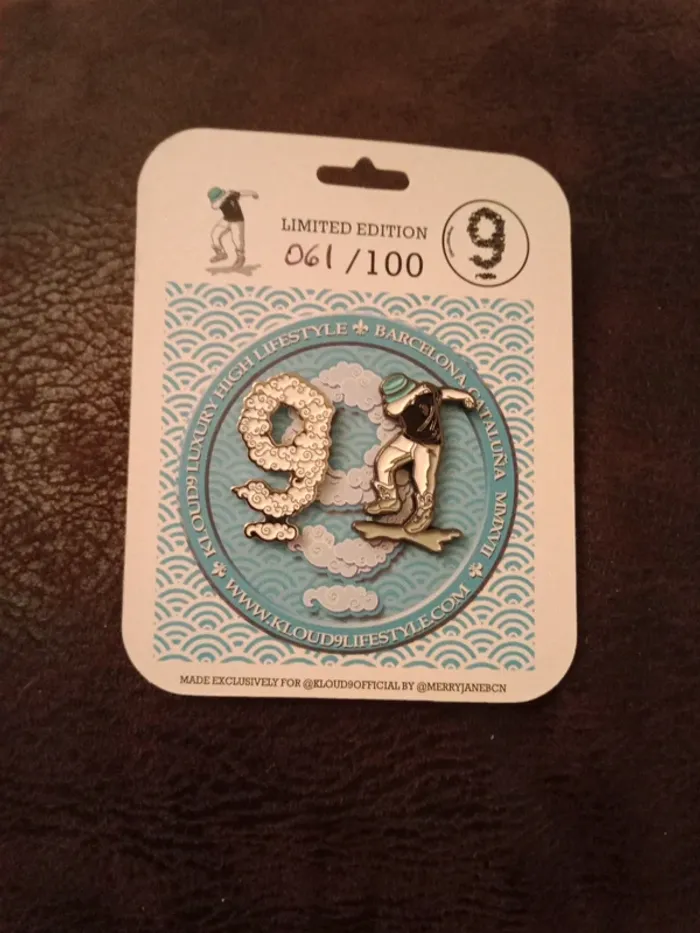 LIMITED EDITION
061/100
9
KLOUD9 LUXURY HIGH LIFESTYLE ⚜ BARCELONA CATALUÑA MMXVII
WWW.KLOUD9LIFESTYLE.COM
9
MADE EXCLUSIVELY FOR @KLOUD9OFFICIAL BY @MERRYJANEBCN